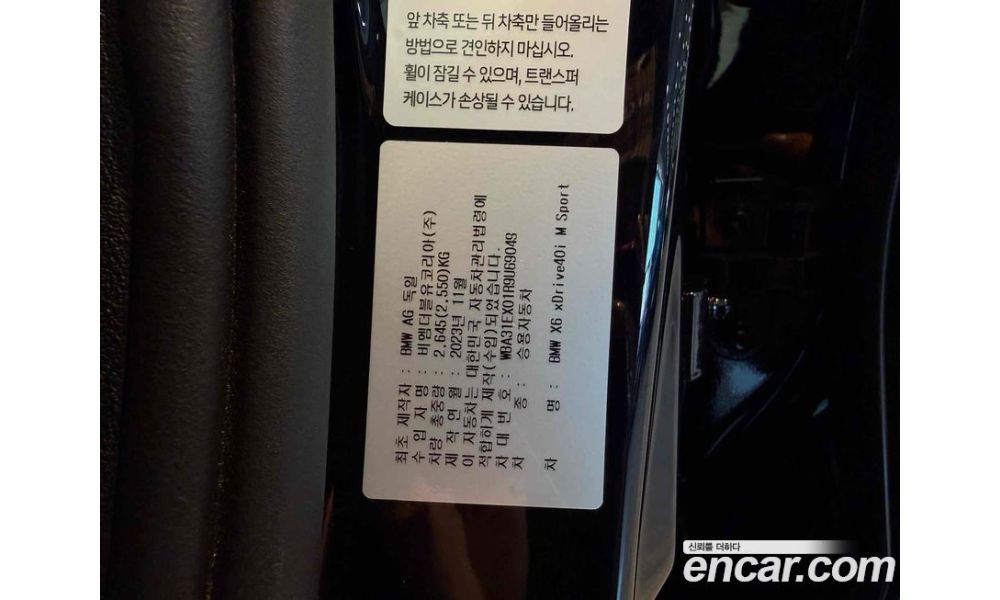 앞 차축 또는 뒤 차축만 들어올리는
방법으로 견인하지 마십시오.
휠이 잠길 수 있으며, 트랜스퍼
케이스가 손상될 수 있습니다.
최초 제작자 : BMW AG 독일
수 입 자 명 : 비엠더블유코리아(주)
차량 총중량 : 2,645(2,550)KG
제 작 연 월 : 2023년 11월
이 자동차는 대한민국 자동차관리법령에
적합하게 제작(수입)되었습니다.
차 대 번 호 : WBA31EX01R9U69049
차 종 : 승용자동차
차 명 : BMW X6 xDrive40i M Sport
신뢰를 더하다
encar.com